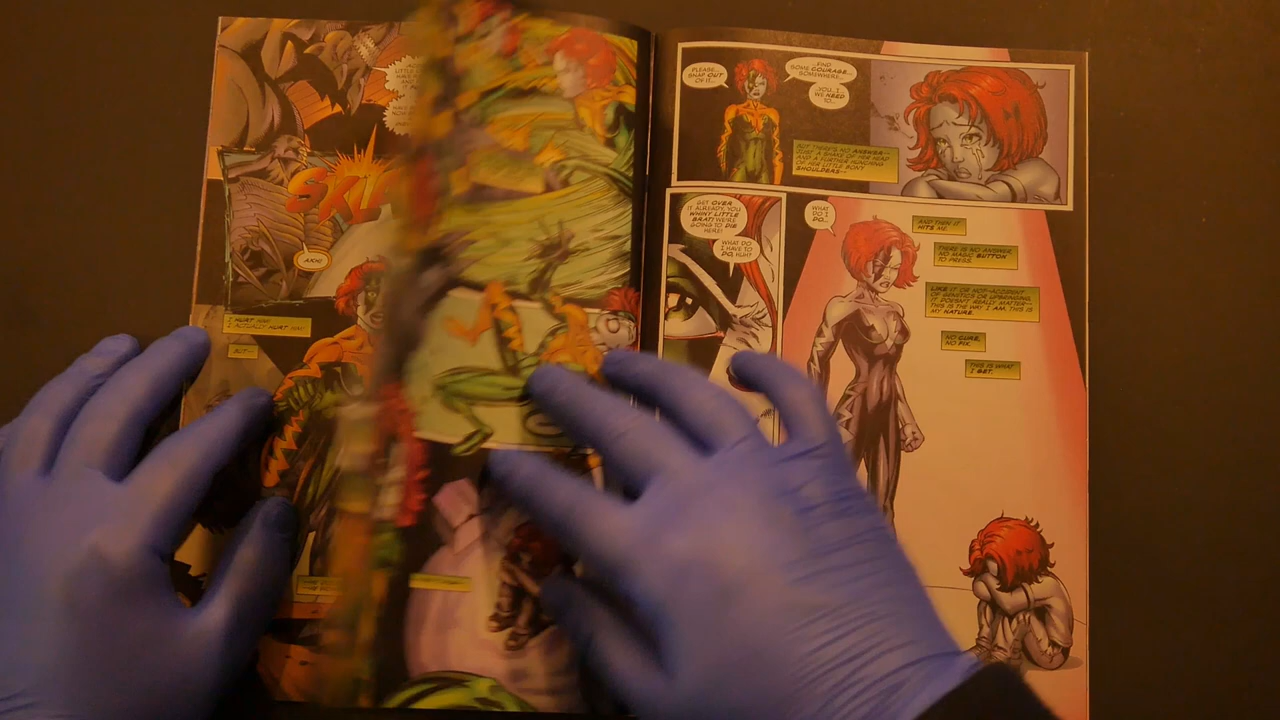 I HURT HIM.
I ACTUALLY HURT HIM!
BUT--
AKK!
PLEASE...
SNAP OUT
OF IT...
...FIND
SOME COURAGE...
SOMEWHERE...
...YOU...I...
WE NEED
TO...
BUT THERE'S NO ANSWER--
JUST A SHAKE OF HER HEAD
AND A FURTHER HUNCHING
OF HER LITTLE BONY
SHOULDERS--
GET OVER
IT ALREADY, YOU
WHINY LITTLE
BRAT! WE'RE
GOING TO DIE
HERE!
WHAT DO
I HAVE TO
DO, HUH?
WHAT
DO I
DO...
AND THEN IT
HITS ME.
THERE IS NO ANSWER,
NO MAGIC BUTTON
TO PRESS.
LIKE IT OR NOT--ACCIDENT
OF GENETICS OR UPBRINGING,
IT DOESN'T REALLY MATTER--
THIS IS THE WAY I AM. THIS IS
MY NATURE.
NO CURE,
NO FIX.
THIS IS WHAT
I GET.